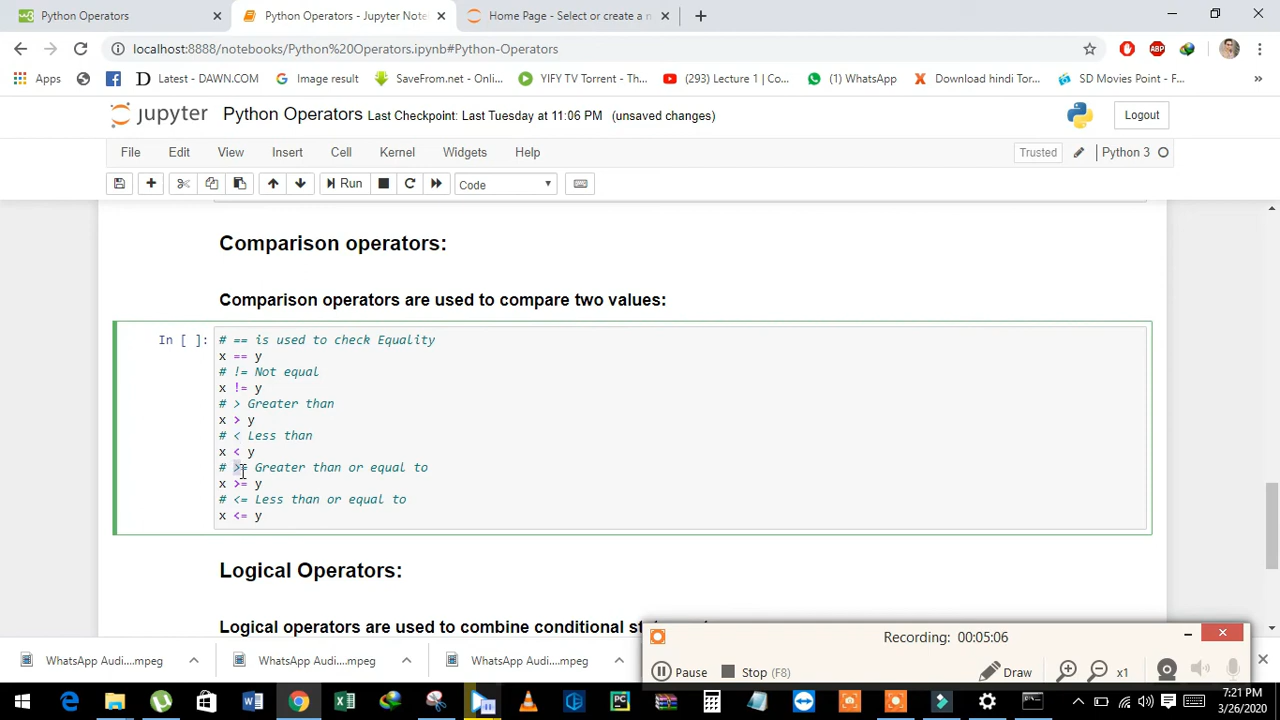 Python Operators
Python Operators - Jupyter Note
Home Page - Select or create a n
localhost:8888/notebooks/Python%20Operators.ipynb#Python-Operators
Apps
Latest - DAWN.COM
Image result
SaveFrom.net - Onli...
YIFY TV Torrent - Th...
(293) Lecture 1 | Co...
(1) WhatsApp
Download hindi Tor...
SD Movies Point - F...
»
jupyter
Python Operators Last Checkpoint: Last Tuesday at 11:06 PM (unsaved changes)
Logout
File
Edit
View
Insert
Cell
Kernel
Widgets
Help
Trusted
Python 3
Run
Code
Comparison operators:
Comparison operators are used to compare two values:
In [ ]:
# == is used to check Equality
x == y
# != Not equal
x != y
# > Greater than
x > y
# < Less than
x < y
# >= Greater than or equal to
x >= y
# <= Less than or equal to
x <= y
Logical Operators:
Logical operators are used to combine conditional
Recording: 00:05:06
Pause
Stop (F8)
Draw
x1
WhatsApp Audi....mpeg
WhatsApp Audi....mpeg
WhatsApp Audi....mpeg
7:21 PM
3/26/2020